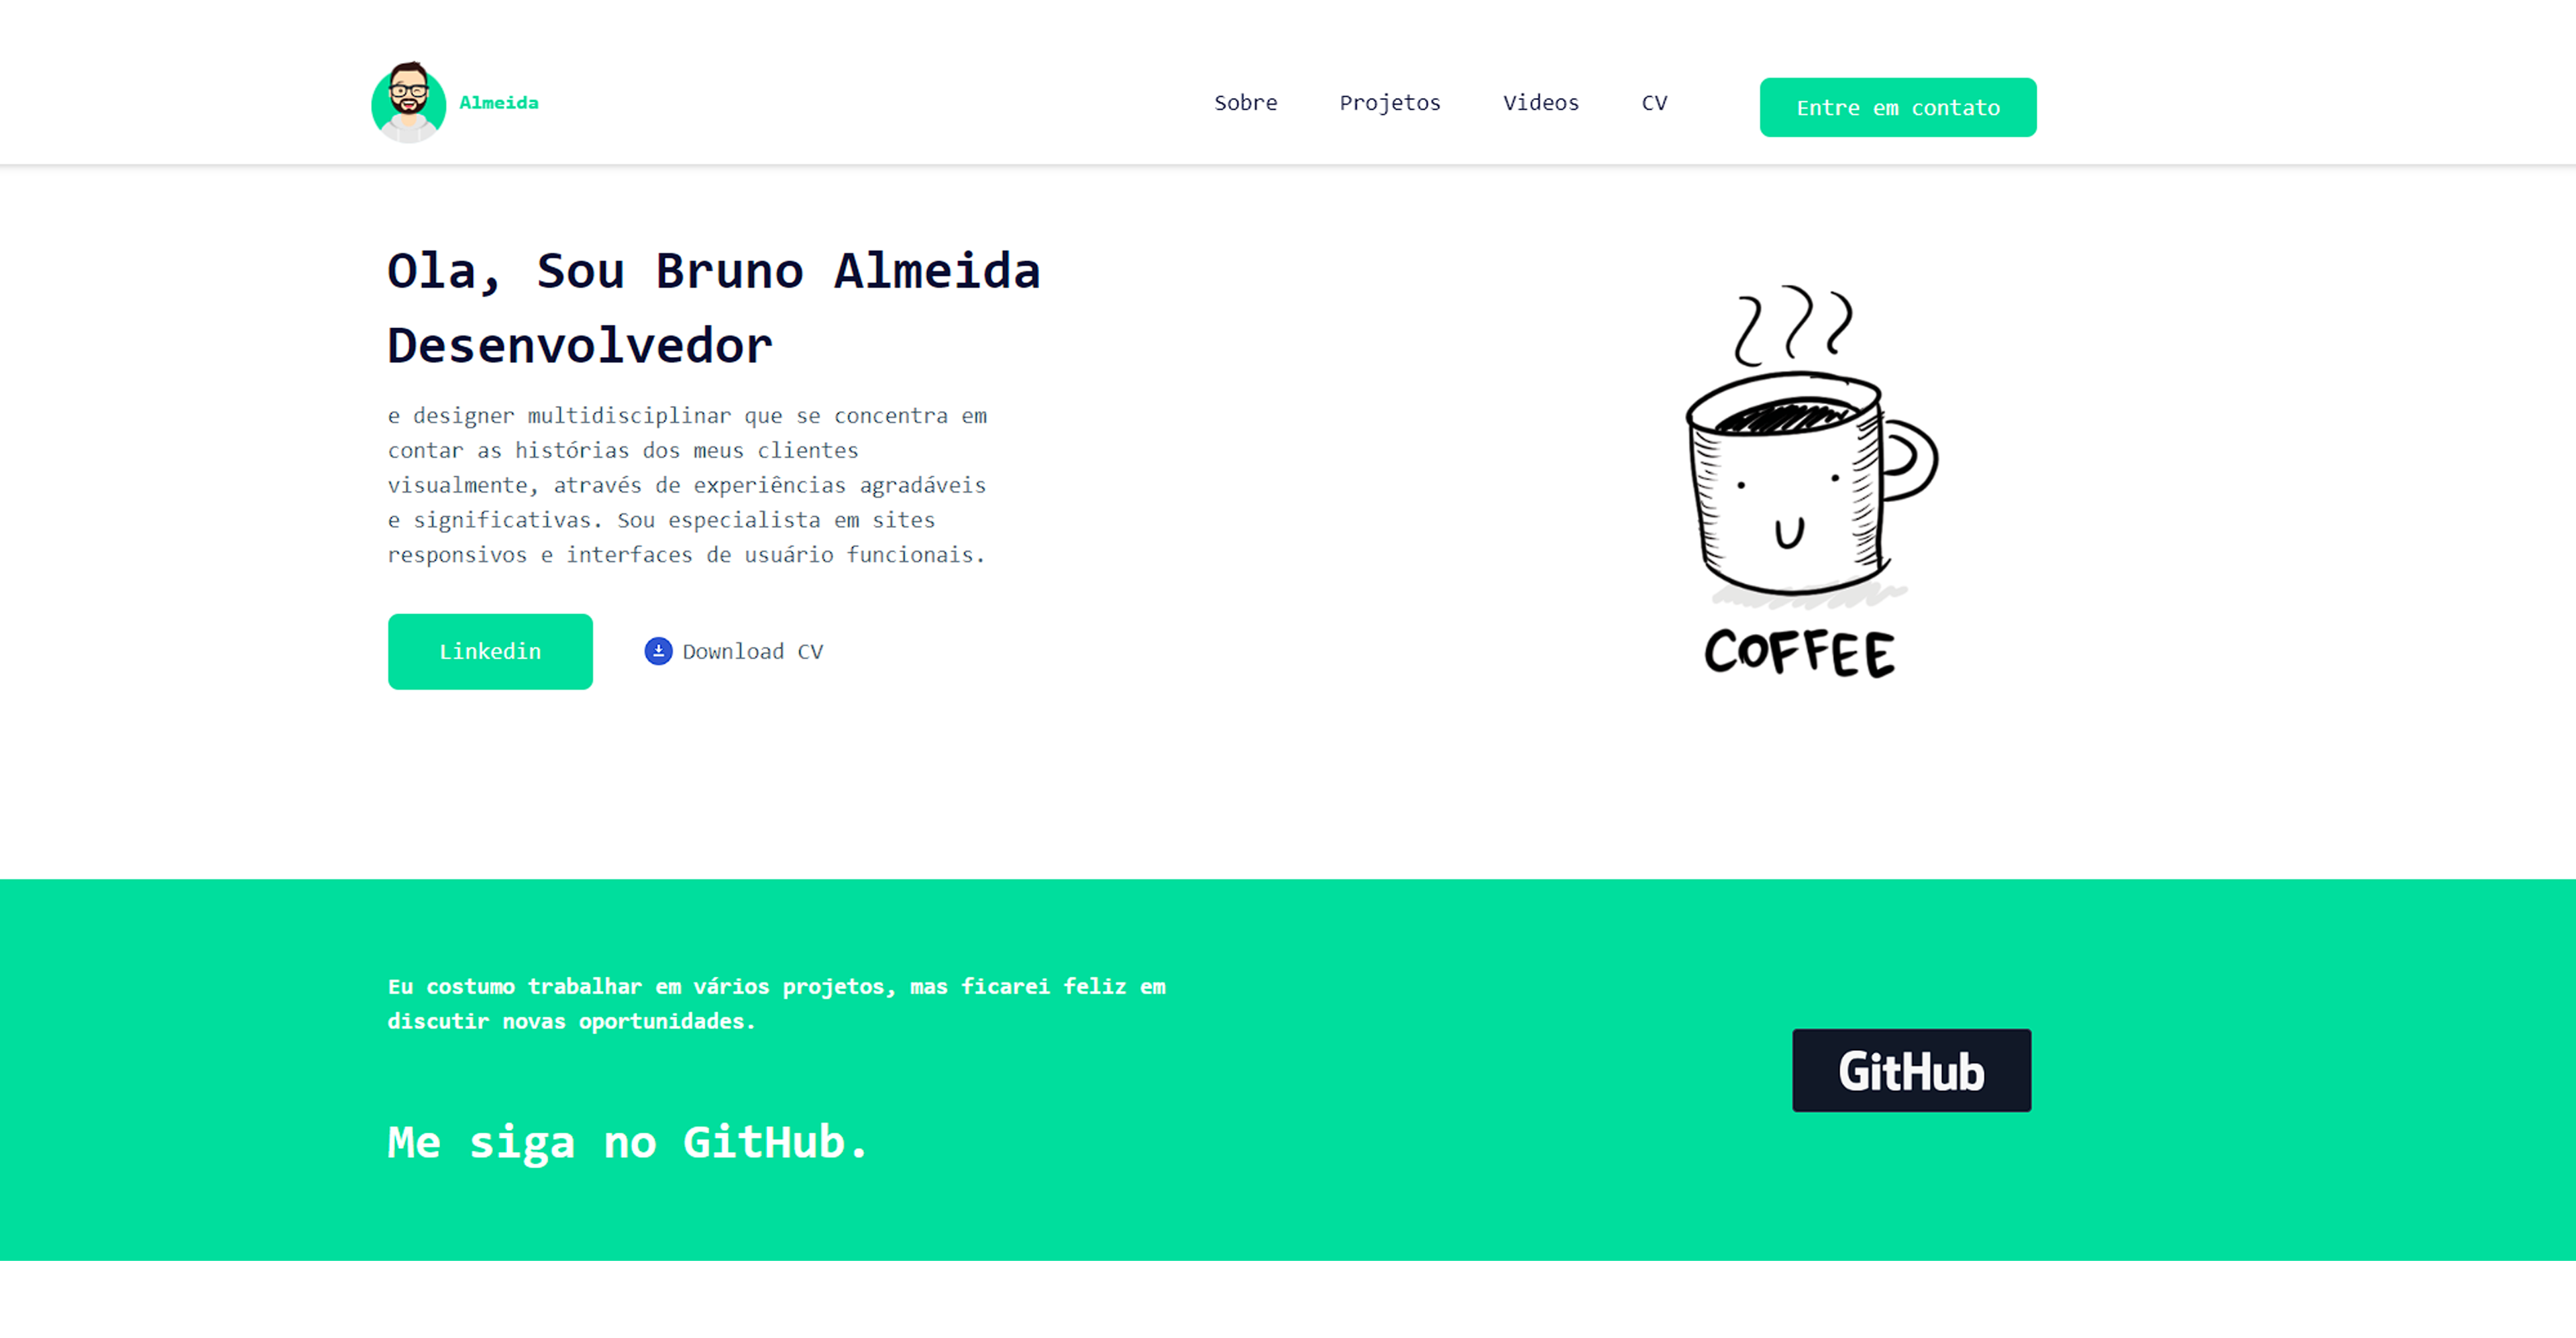 Almeida
Sobre
Projetos
Videos
CV
Entre em contato
Ola, Sou Bruno Almeida
Desenvolvedor
e designer multidisciplinar que se concentra em
contar as histórias dos meus clientes
visualmente, através de experiências agradáveis
e significativas. Sou especialista em sites
responsivos e interfaces de usuário funcionais.
Linkedin
Download CV
COFFEE
Eu costumo trabalhar em vários projetos, mas ficarei feliz em
discutir novas oportunidades.
GitHub
Me siga no GitHub.